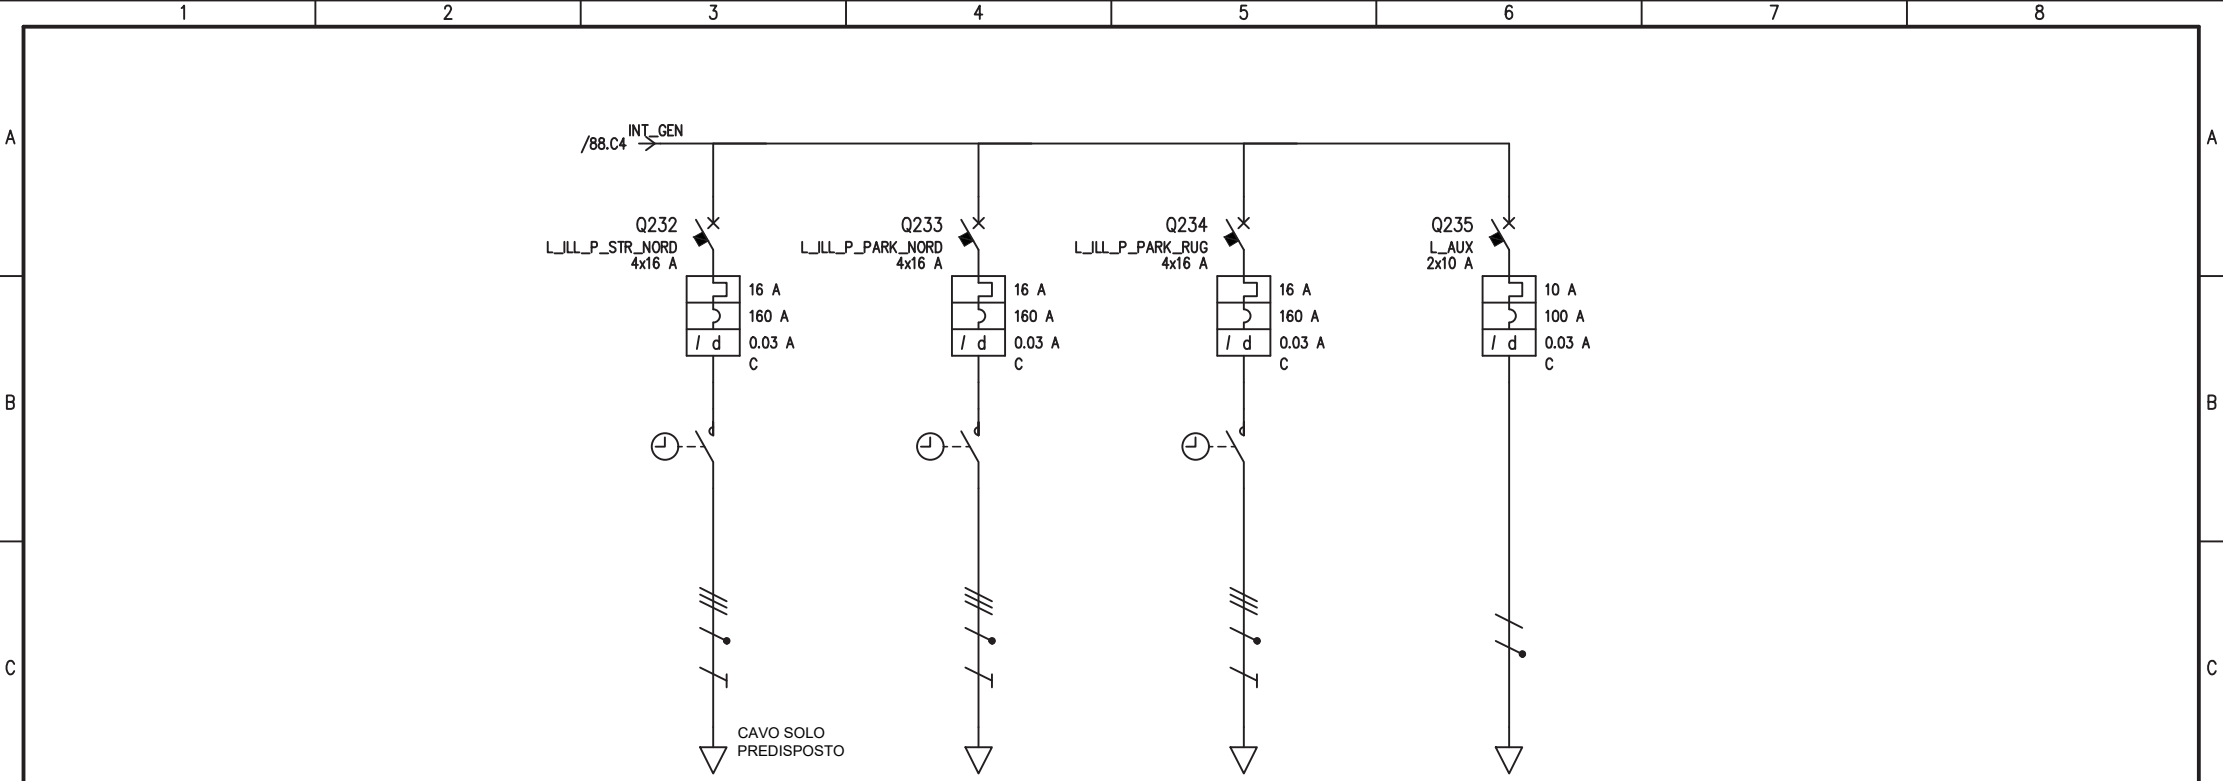 1 2 3 4 5 6 7 8
A A
INT_GEN
/88.C4
Q232 Q233 Q234 Q235
L_ILL_P_STR_NORD L_ILL_P_PARK_NORD L_ILL_P_PARK_RUG L_AUX
4x16 A 4x16 A 4x16 A 2x10 A
16 A 16 A 16 A 10 A
160 A 160 A 160 A 100 A
I d 0.03 A I d 0.03 A I d 0.03 A I d 0.03 A
C C C C
B B
C C
CAVO SOLO
PREDISPOSTO